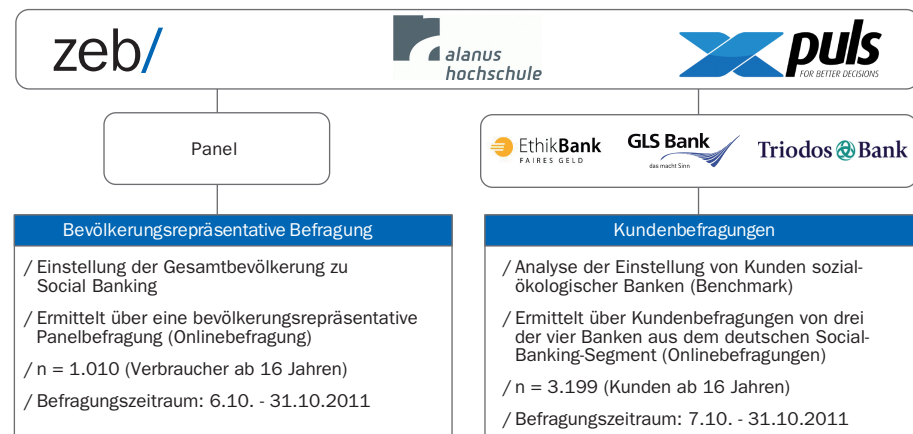 zeb/
alanus
hochschule
puls
FOR BETTER DECISIONS
Panel
EthikBank
FAIRES GELD
GLS Bank
das macht Sinn
Triodos Bank
Bevölkerungsrepräsentative Befragung
/ Einstellung der Gesamtbevölkerung zu
Social Banking
/ Ermittelt über eine bevölkerungsrepräsentative
Panelbefragung (Onlinebefragung)
/ n = 1.010 (Verbraucher ab 16 Jahren)
/ Befragungszeitraum: 6.10. - 31.10.2011
Kundenbefragungen
/ Analyse der Einstellung von Kunden sozial-
ökologischer Banken (Benchmark)
/ Ermittelt über Kundenbefragungen von drei
der vier Banken aus dem deutschen Social-
Banking-Segment (Onlinebefragungen)
/ n = 3.199 (Kunden ab 16 Jahren)
/ Befragungszeitraum: 7.10. - 31.10.2011